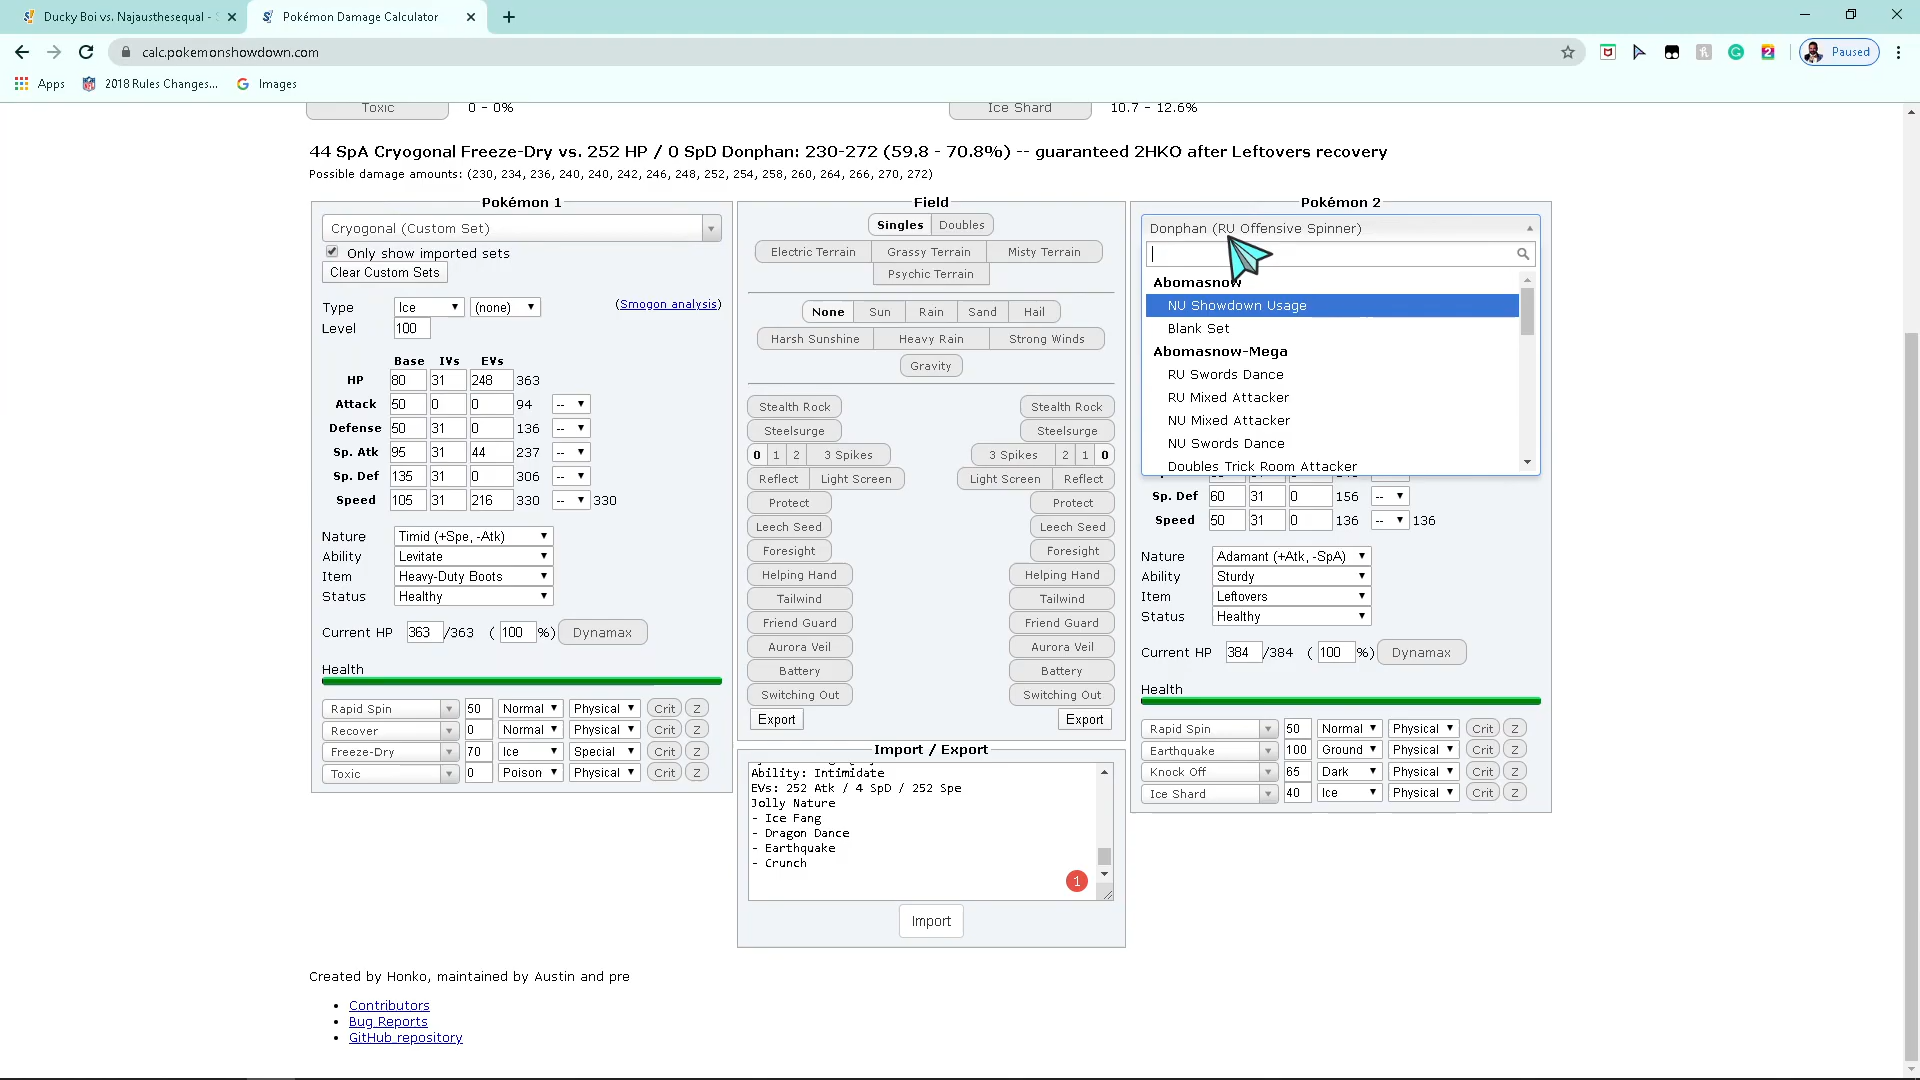 Ducky Boi vs. Najausthesequal -
Pokémon Damage Calculator
calc.pokemonshowdown.com
Paused
Apps
2018 Rules Changes...
Images
Toxic 0 - 0%
Ice Shard 10.7 - 12.6%
44 SpA Cryogonal Freeze-Dry vs. 252 HP / 0 SpD Donphan: 230-272 (59.8 - 70.8%) -- guaranteed 2HKO after Leftovers recovery
Possible damage amounts: (230, 234, 236, 240, 240, 242, 246, 248, 252, 254, 258, 260, 264, 266, 270, 272)
Pokémon 1
Cryogonal (Custom Set)
Only show imported sets
Clear Custom Sets
Type Ice (none) (Smogon analysis)
Level 100
Base IVs EVs
HP 80 31 248 363
Attack 50 0 0 94 --
Defense 50 31 0 136 --
Sp. Atk 95 31 44 237 --
Sp. Def 135 31 0 306 --
Speed 105 31 216 330 -- 330
Nature Timid (+Spe, -Atk)
Ability Levitate
Item Heavy-Duty Boots
Status Healthy
Current HP 363 /363 ( 100 %) Dynamax
Health
Rapid Spin 50 Normal Physical Crit Z
Recover 0 Normal Physical Crit Z
Freeze-Dry 70 Ice Special Crit Z
Toxic 0 Poison Physical Crit Z
Field
Singles Doubles
Electric Terrain Grassy Terrain Misty Terrain
Psychic Terrain
None Sun Rain Sand Hail
Harsh Sunshine Heavy Rain Strong Winds
Gravity
Stealth Rock Stealth Rock
Steelsurge Steelsurge
0 1 2 3 Spikes 3 Spikes 2 1 0
Reflect Light Screen Light Screen Reflect
Protect Protect
Leech Seed Leech Seed
Foresight Foresight
Helping Hand Helping Hand
Tailwind Tailwind
Friend Guard Friend Guard
Aurora Veil Aurora Veil
Battery Battery
Switching Out Switching Out
Export Export
Import / Export
Ability: Intimidate
EVs: 252 Atk / 4 SpD / 252 Spe
Jolly Nature
- Ice Fang
- Dragon Dance
- Earthquake
- Crunch
1
Import
Pokémon 2
Donphan (RU Offensive Spinner)
Abomasnow
NU Showdown Usage
Blank Set
Abomasnow-Mega
RU Swords Dance
RU Mixed Attacker
NU Mixed Attacker
NU Swords Dance
Doubles Trick Room Attacker
Sp. Def 60 31 0 156 --
Speed 50 31 0 136 -- 136
Nature Adamant (+Atk, -SpA)
Ability Sturdy
Item Leftovers
Status Healthy
Current HP 384 /384 ( 100 %) Dynamax
Health
Rapid Spin 50 Normal Physical Crit Z
Earthquake 100 Ground Physical Crit Z
Knock Off 65 Dark Physical Crit Z
Ice Shard 40 Ice Physical Crit Z
Created by Honko, maintained by Austin and pre
Contributors
Bug Reports
GitHub repository